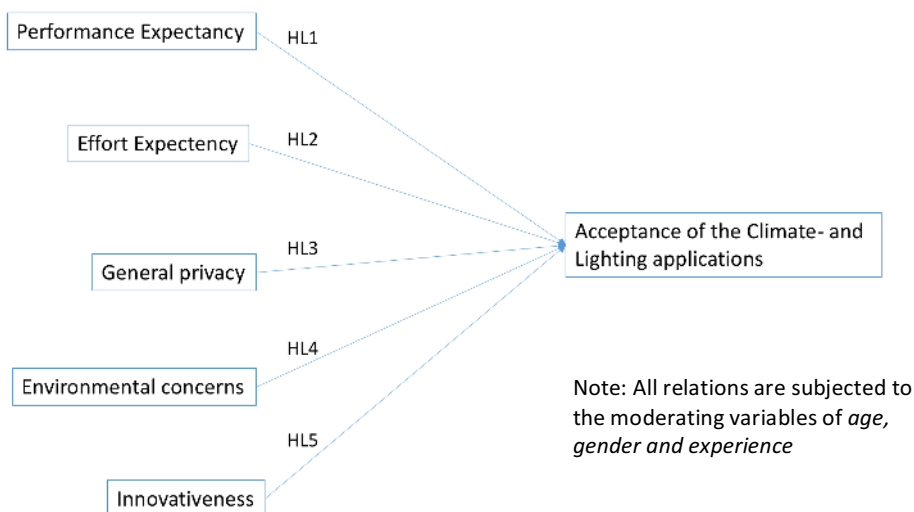 Performance Expectancy
HL1
Effort Expectency
HL2
General privacy
HL3
Environmental concerns
HL4
Innovativeness
HL5
Acceptance of the Climate- and
Lighting applications
Note: All relations are subjected to
the moderating variables of age,
gender and experience